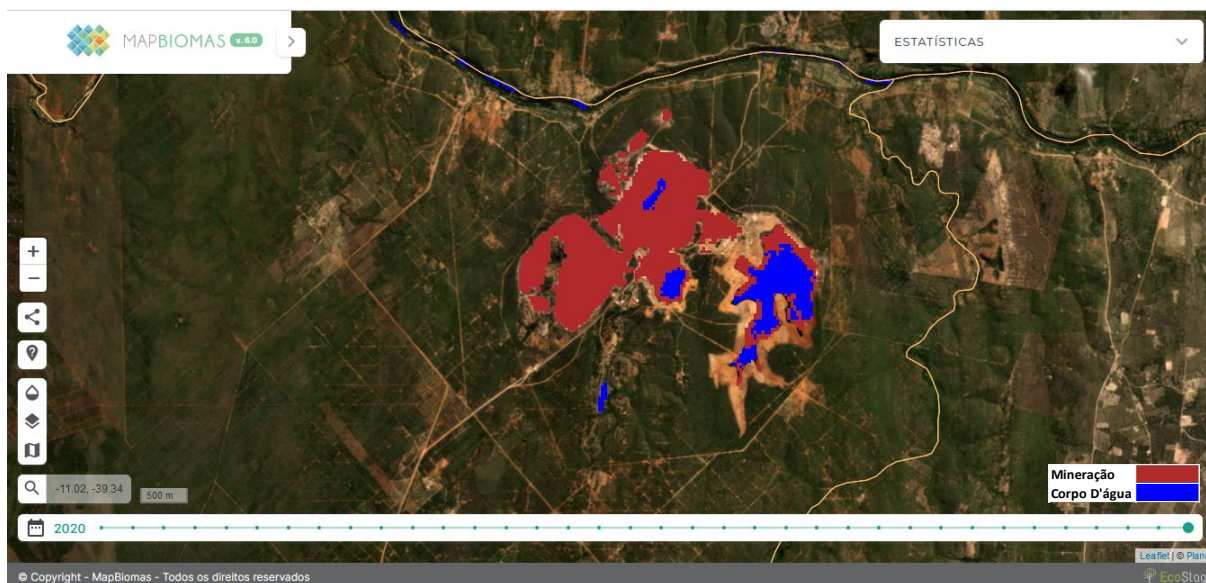 MAPBIOMAS v. 6.0
ESTATÍSTICAS
-11.02, -39.34
500 m
Mineração
Corpo D'água
2020
Leaflet | © Plane
© Copyright - MapBiomas - Todos os direitos reservados
EcoStac